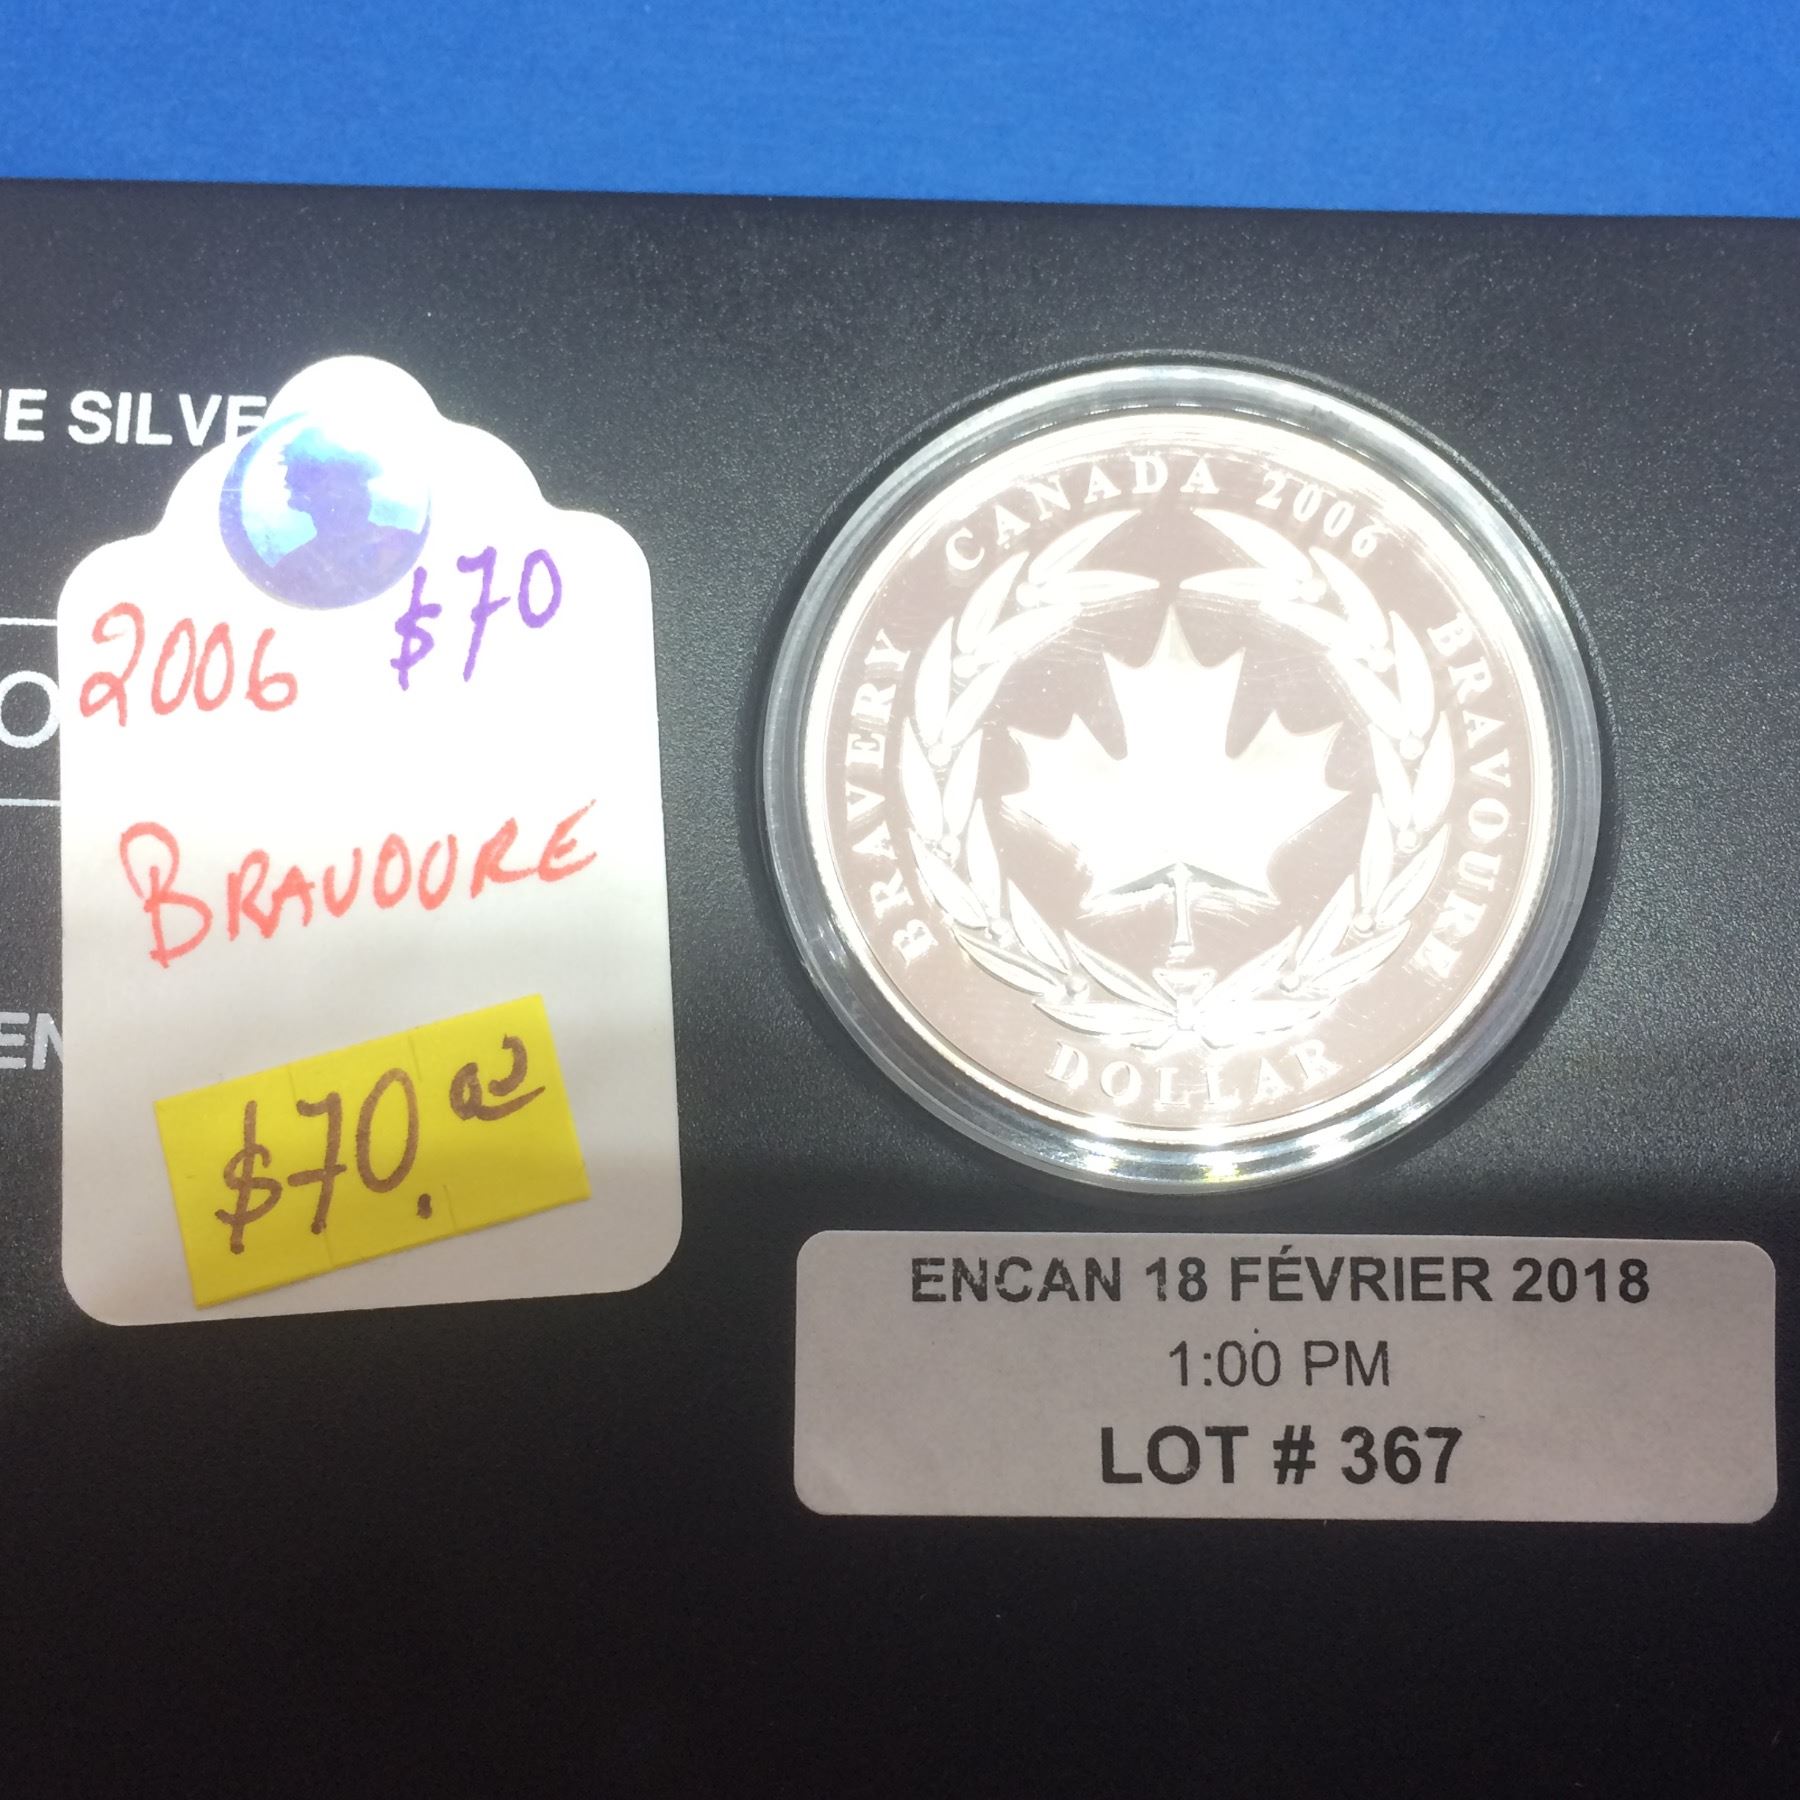 SILVE
2006 $70
BRAVOURE
$70.00
CANADA 2006
BRAVERY
BRAVOURE
DOLLAR
ENCAN 18 FÉVRIER 2018
1:00 PM
LOT # 367